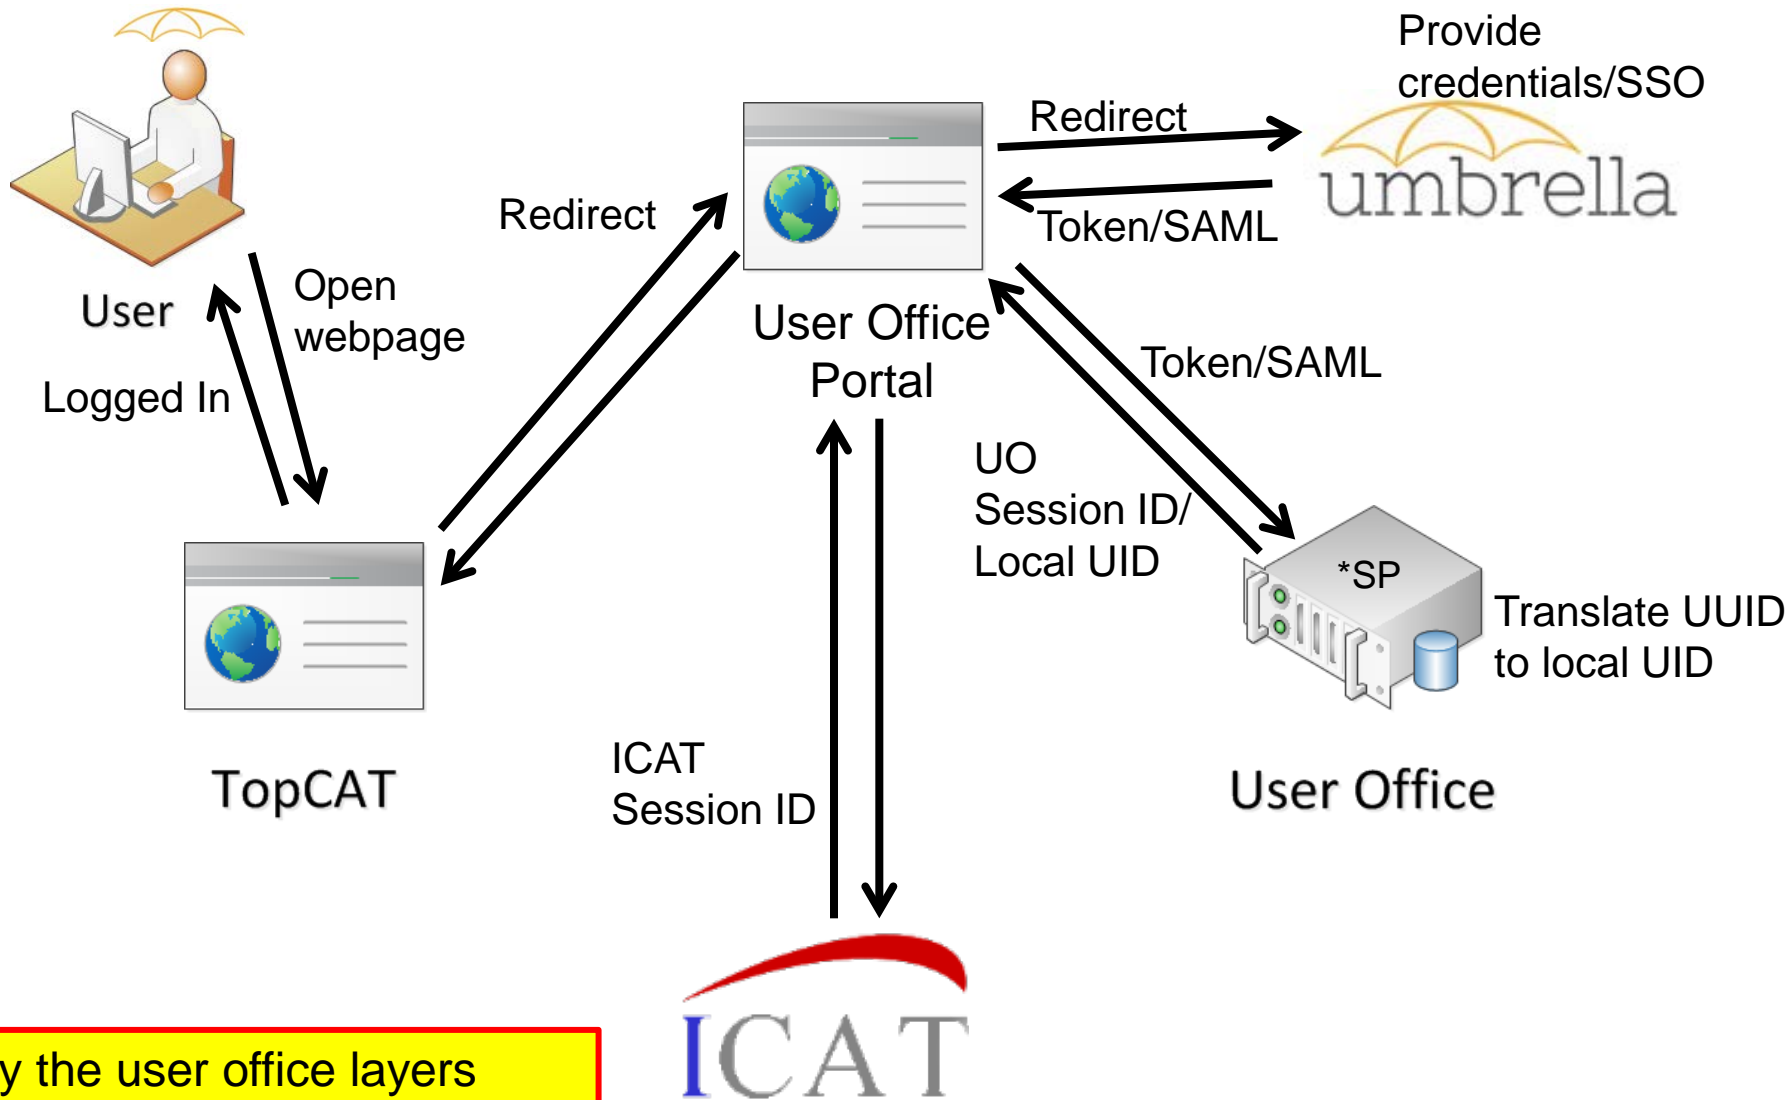 Provide
credentials/SSO
Redirect
umbrella
Token/SAML
Redirect
User
Open
webpage
Logged In
User Office
Portal
Token/SAML
UO
Session ID/
Local UID
*SP
Translate UUID
to local UID
TopCAT
ICAT
Session ID
User Office
ICAT
y the user office layers